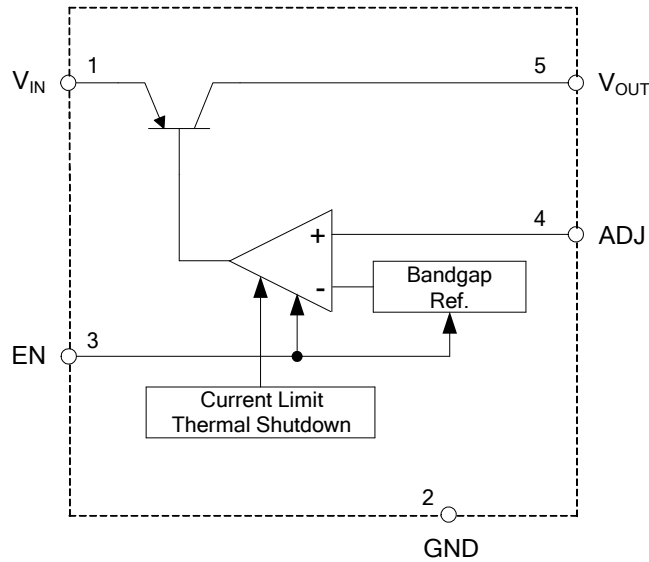 V_IN
1
5
V_OUT
4
ADJ
+
-
Bandgap
Ref.
EN
3
Current Limit
Thermal Shutdown
2
GND